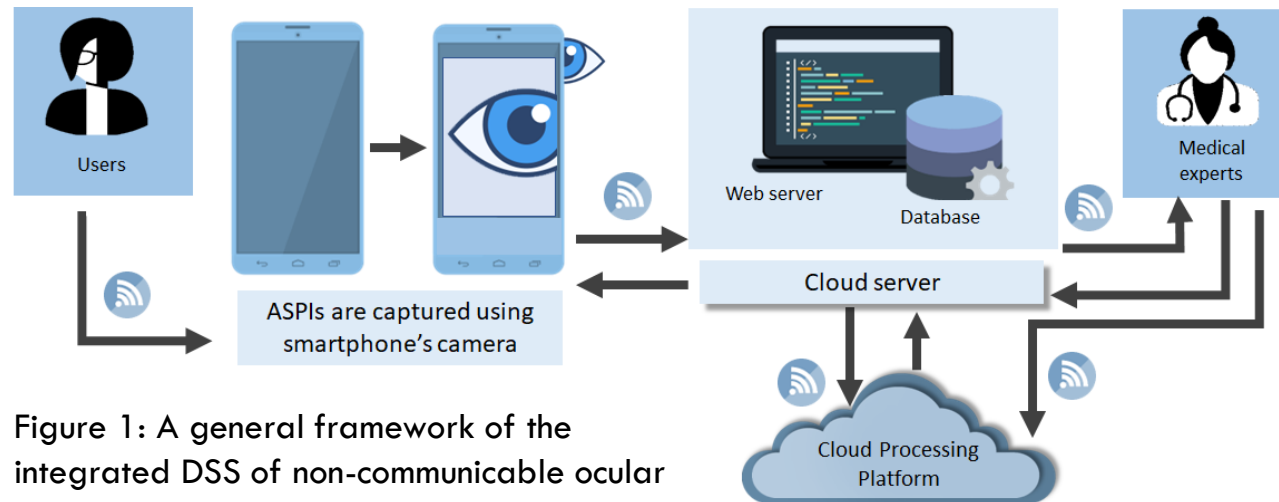 Users
ASPIs are captured using
smartphone's camera
</>
</>
Web server
Database
Cloud server
Medical
experts
Cloud Processing
Platform
Figure 1: A general framework of the
integrated DSS of non-communicable ocular